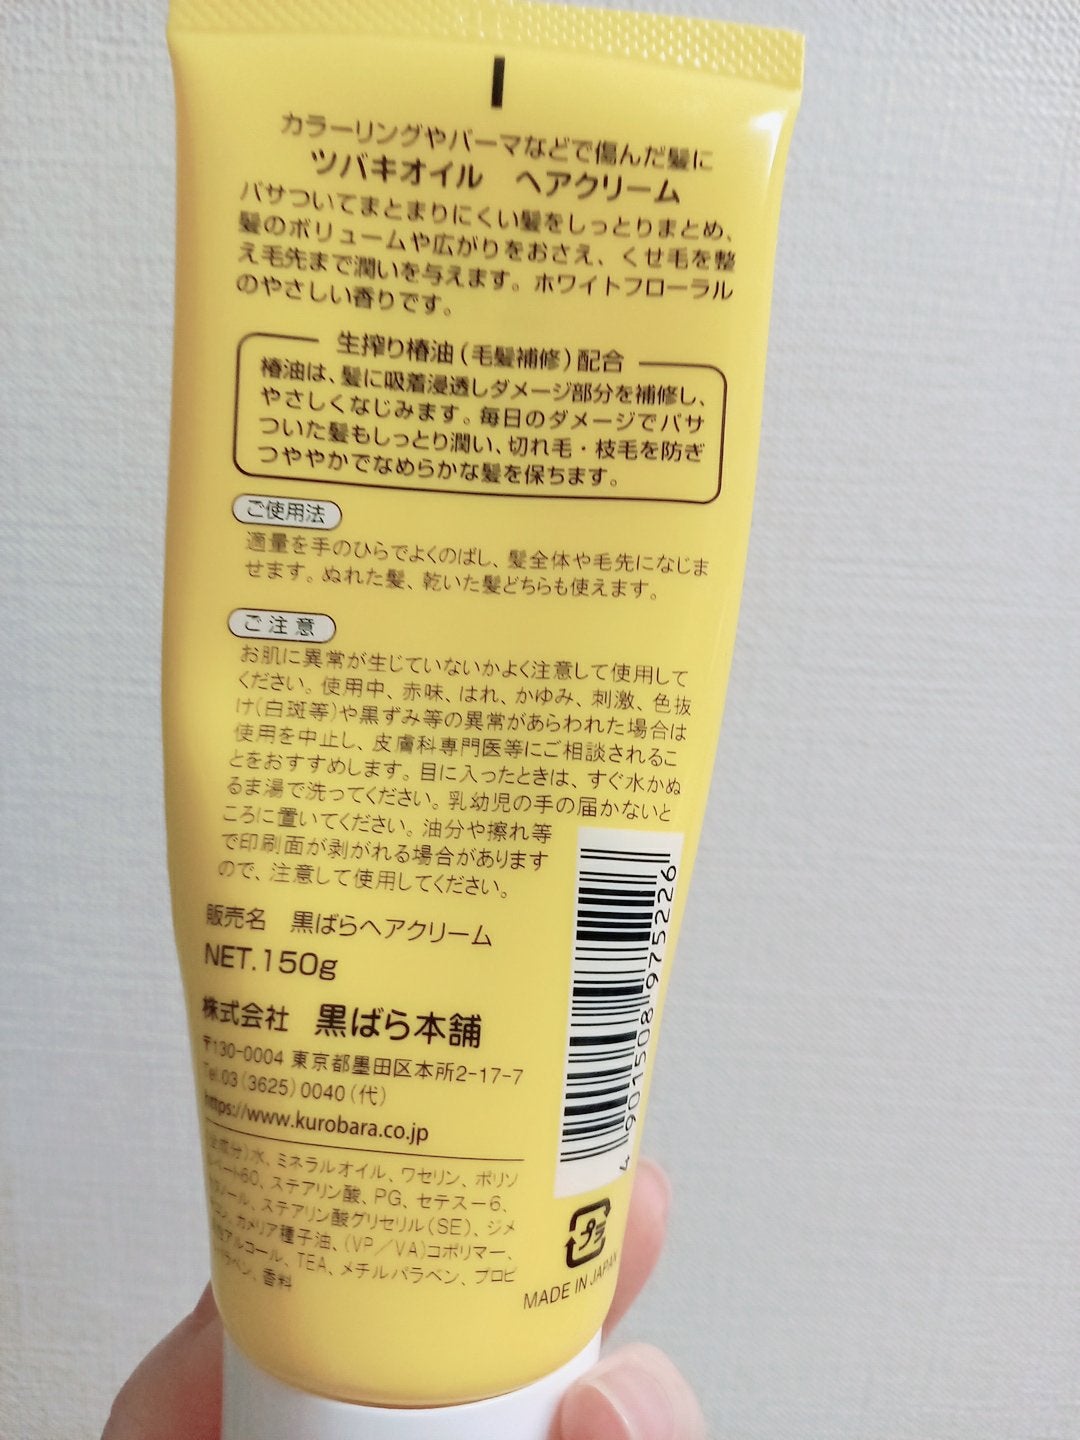 カラーリングやパーマなどで傷んだ髪に
ツバキオイル ヘアクリーム
パサついてまとまりにくい髪をしっとりまとめ、
髪のボリュームや広がりをおさえ、くせ毛を整
え毛先まで潤いを与えます。ホワイトフローラル
のやさしい香りです。
生搾り椿油(毛髪補修)配合
椿油は、髪に吸着浸透しダメージ部分を補修し、
やさしくなじみます。毎日のダメージでパサ
ついた髪もしっとり潤い、切れ毛・枝毛を防ぎ
つややかでなめらかな髪を保ちます。
ご使用法
適量を手のひらでよくのばし、髪全体や毛先になじま
せます。ぬれた髪、乾いた髪どちらも使えます。
ご注意
お肌に異常が生じていないかよく注意して使用して
ください。使用中、赤味、はれ、かゆみ、刺激、色抜
け(白斑等)や黒ずみ等の異常があらわれた場合は
使用を中止し、皮膚科専門医等にご相談されるこ
とをおすすめします。目に入ったときは、すぐ水かぬ
るま湯で洗ってください。乳幼児の手の届かないと
ころに置いてください。油分や擦れ等
で印刷面が剥がれる場合があります
ので、注意して使用してください。
販売名 黒ばらヘアクリーム
NET.150g
株式会社 黒ばら本舗
〒130-0004 東京都墨田区本所2-17-7
Tel.03(3625)0040(代)
https://www.kurobara.co.jp
成分)水、ミネラルオイル、ワセリン、ポリソ
ベート60、ステアリン酸、PG、セテスー6、
ノール、ステアリン酸グリセリル(SE)、ジメ
コン、カメリア種子油、(VP/VA)コポリマー、
アルコール、TEA、メチルパラベン、プロピ
ラベン、香料
4901508975226
プラ
MADE IN JAPAN